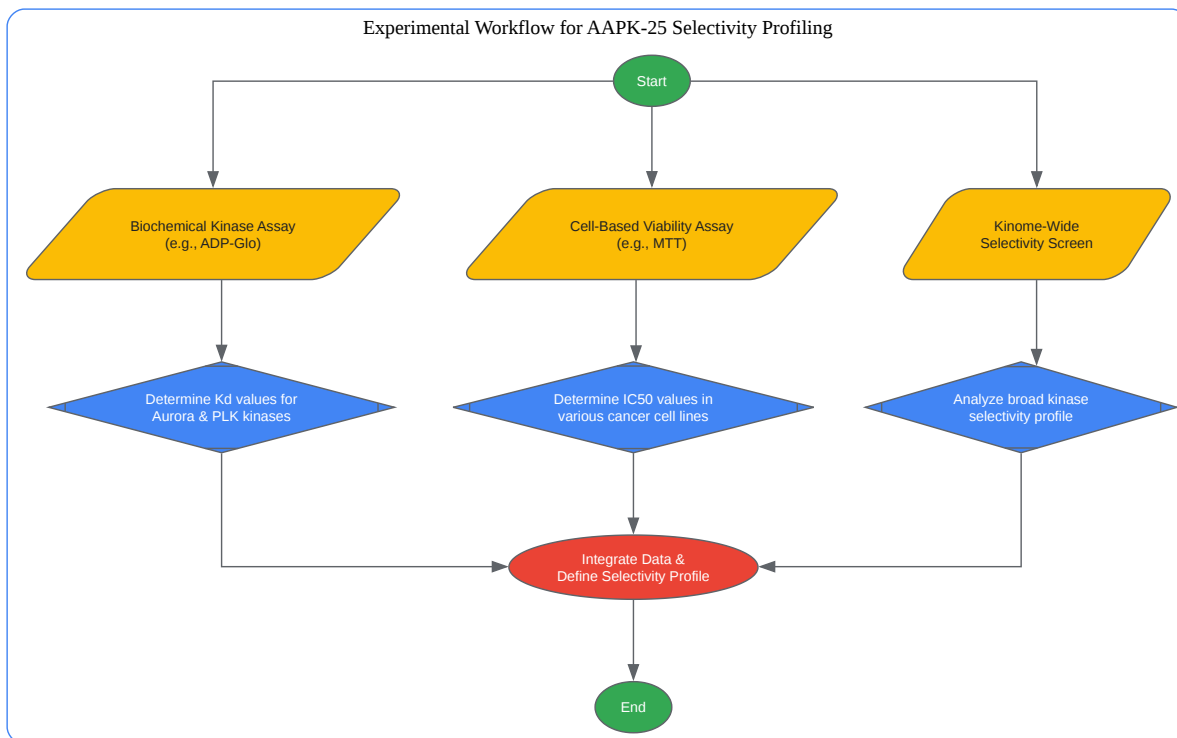 Experimental Workflow for AAPK-25 Selectivity Profiling
Start
Biochemical Kinase Assay
(e.g., ADP-Glo)
Cell-Based Viability Assay
(e.g., MTT)
Kinome-Wide
Selectivity Screen
Determine Kd values for
Aurora & PLK kinases
Determine IC50 values in
various cancer cell lines
Analyze broad kinase
selectivity profile
Integrate Data &
Define Selectivity Profile
End